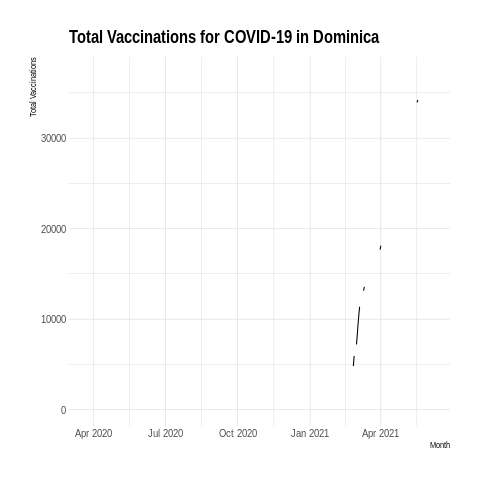 Total Vaccinations for COVID-19 in Dominica
Total Vaccinations
30000
20000
10000
0
Apr 2020 Jul 2020 Oct 2020 Jan 2021 Apr 2021
Month